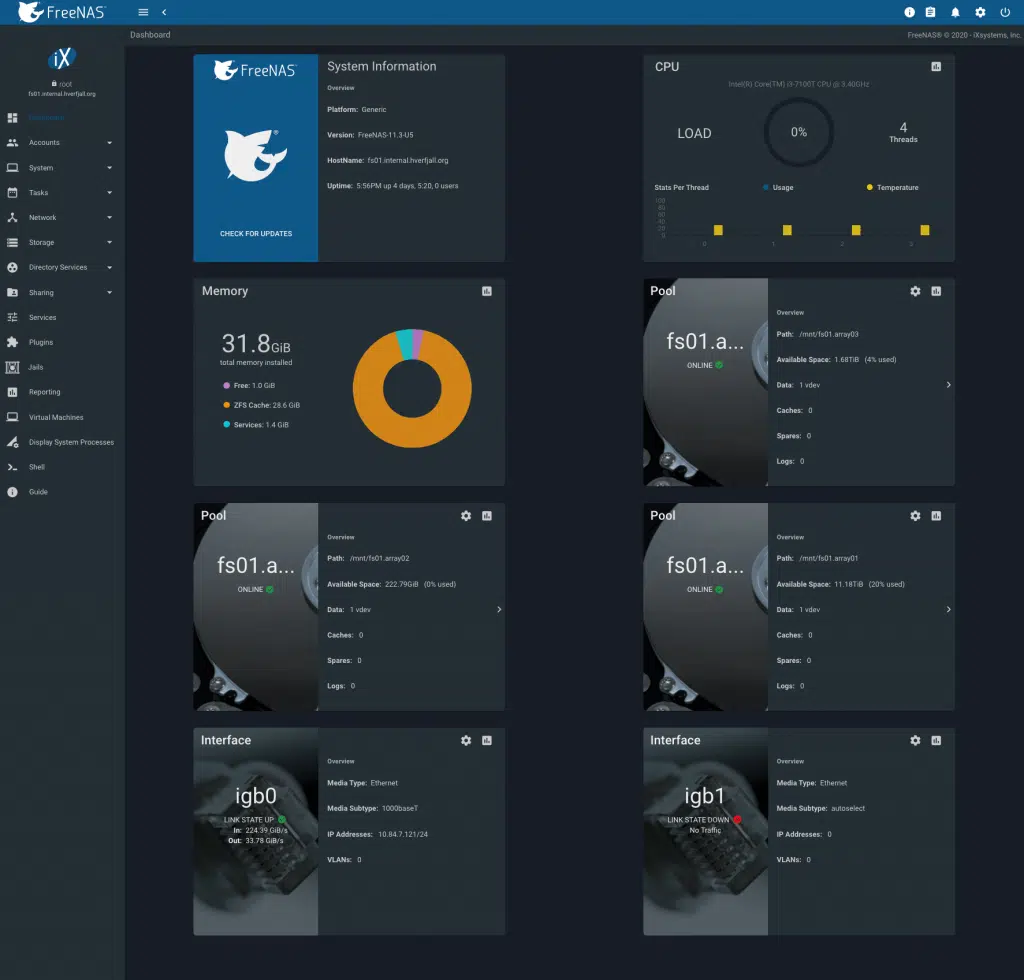 FreeNAS®
Dashboard
FreeNAS® © 2020 - iXsystems, Inc.
iX
root
fs01.internal.hverfjall.org
Dashboard
Accounts
System
Tasks
Network
Storage
Directory Services
Sharing
Services
Plugins
Jails
Reporting
Virtual Machines
Display System Processes
Shell
Guide
FreeNAS®
CHECK FOR UPDATES
System Information
Overview
Platform: Generic
Version: FreeNAS-11.3-U5
HostName: fs01.internal.hverfjall.org
Uptime: 5:56PM up 4 days, 5:20, 0 users
CPU
Intel(R) Core(TM) i3-7100T CPU @ 3.40GHz
LOAD
0%
4
Threads
Stats Per Thread
Usage
Temperature
100
80
60
40
20
0
0 1 2 3
Memory
31.8GiB
total memory installed
Free: 1.0 GiB
ZFS Cache: 28.6 GiB
Services: 1.4 GiB
Pool
fs01.a...
ONLINE
Overview
Path: /mnt/fs01.array03
Available Space: 1.68TiB (4% used)
Data: 1 vdev
Caches: 0
Spares: 0
Logs: 0
Pool
fs01.a...
ONLINE
Overview
Path: /mnt/fs01.array02
Available Space: 222.79GiB (0% used)
Data: 1 vdev
Caches: 0
Spares: 0
Logs: 0
Pool
fs01.a...
ONLINE
Overview
Path: /mnt/fs01.array01
Available Space: 11.18TiB (20% used)
Data: 1 vdev
Caches: 0
Spares: 0
Logs: 0
Interface
igb0
LINK STATE UP
In: 224.39 GiB/s
Out: 33.78 GiB/s
Overview
Media Type: Ethernet
Media Subtype: 1000baseT
IP Addresses: 10.84.7.121/24
VLANs: 0
Interface
igb1
LINK STATE DOWN
No Traffic
Overview
Media Type: Ethernet
Media Subtype: autoselect
IP Addresses: 0
VLANs: 0